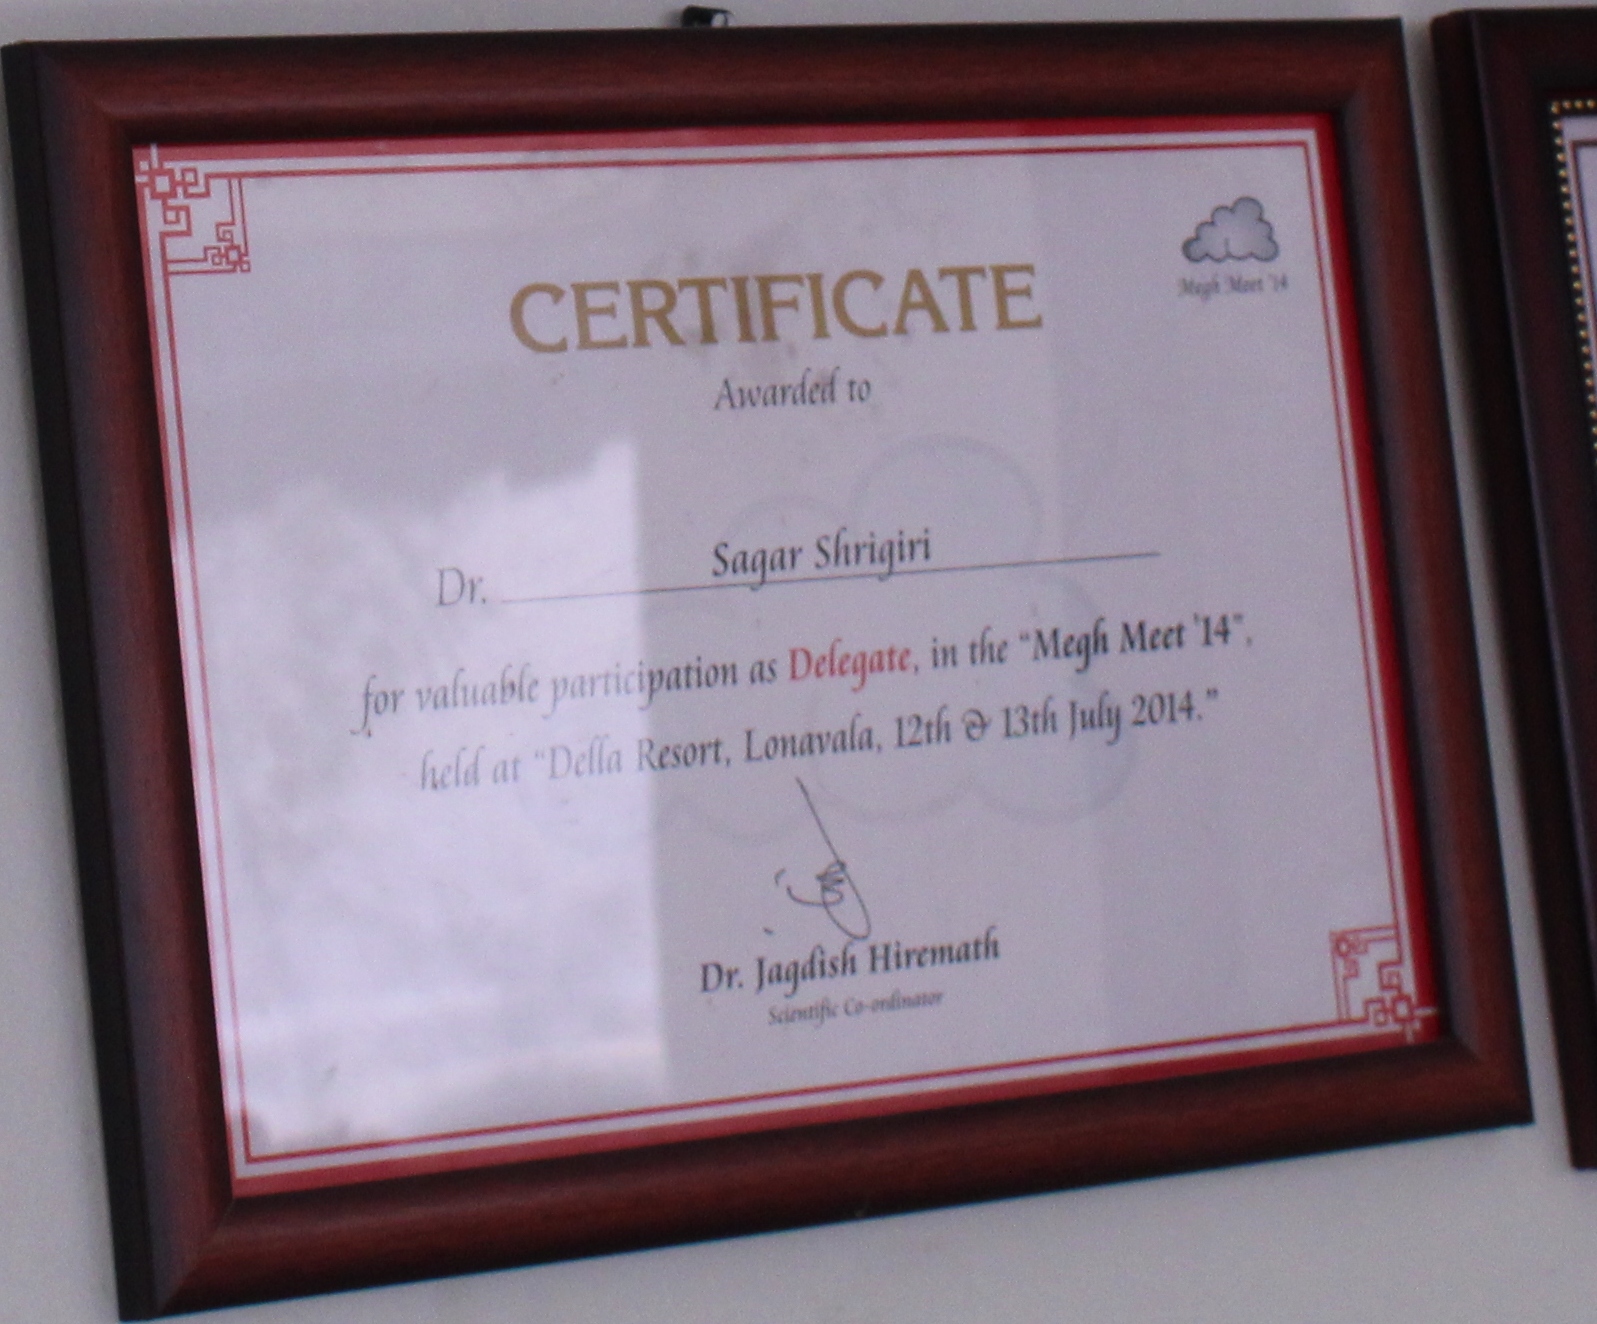 Megh Meet '14
CERTIFICATE
Awarded to
Dr. Sagar Shrigiri
for valuable participation as Delegate, in the "Megh Meet '14",
held at "Della Resort, Lonavala, 12th & 13th July 2014."
Dr. Jagdish Hiremath
Scientific Co-ordinator